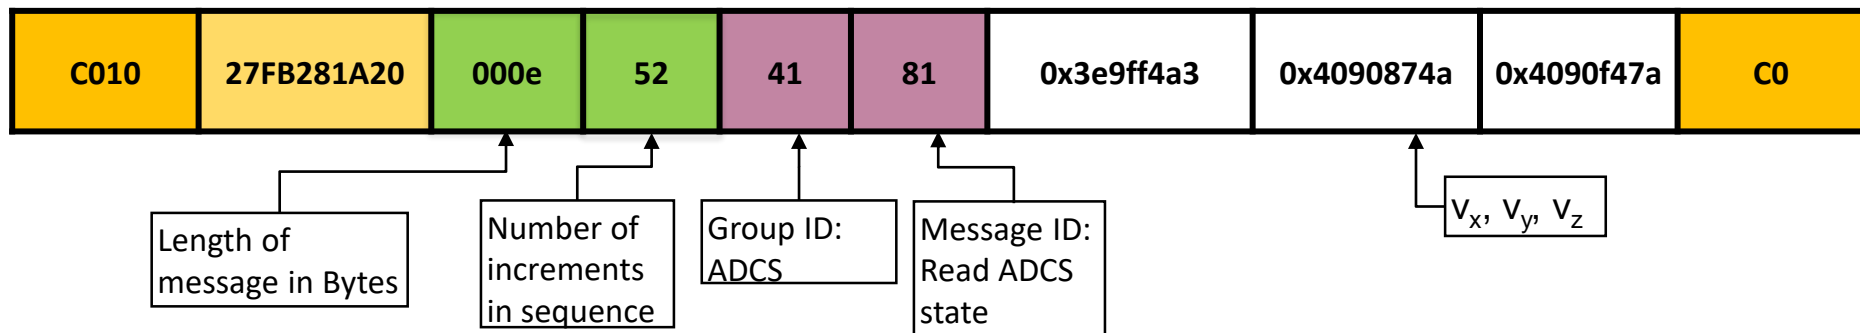 C010 27FB281A20 000e 52 41 81 0x3e9ff4a3 0x4090874a 0x4090f47a C0
Length of
message in Bytes
Number of
increments
in sequence
Group ID:
ADCS
Message ID:
Read ADCS
state
vx, vy, vz